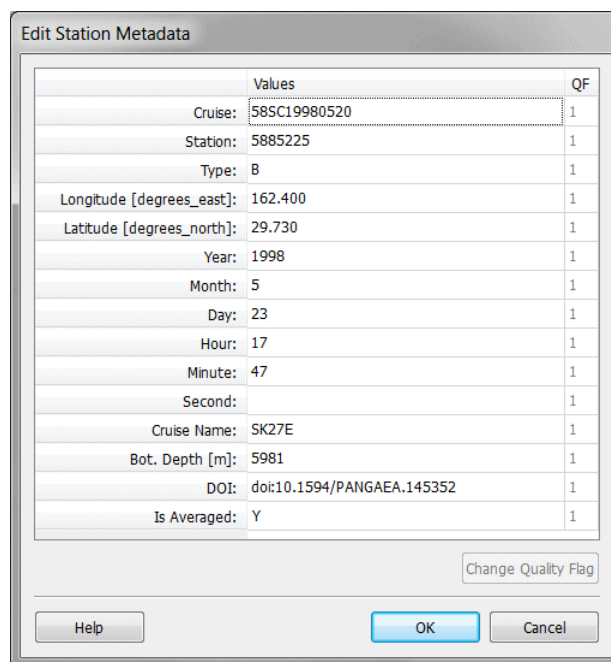 Edit Station Metadata
Values QF
Cruise: 58SC19980520 1
Station: 5885225 1
Type: B 1
Longitude [degrees_east]: 162.400 1
Latitude [degrees_north]: 29.730 1
Year: 1998 1
Month: 5 1
Day: 23 1
Hour: 17 1
Minute: 47 1
Second: 1
Cruise Name: SK27E 1
Bot. Depth [m]: 5981 1
DOI: doi:10.1594/PANGAEA.145352 1
Is Averaged: Y 1
Change Quality Flag
Help OK Cancel